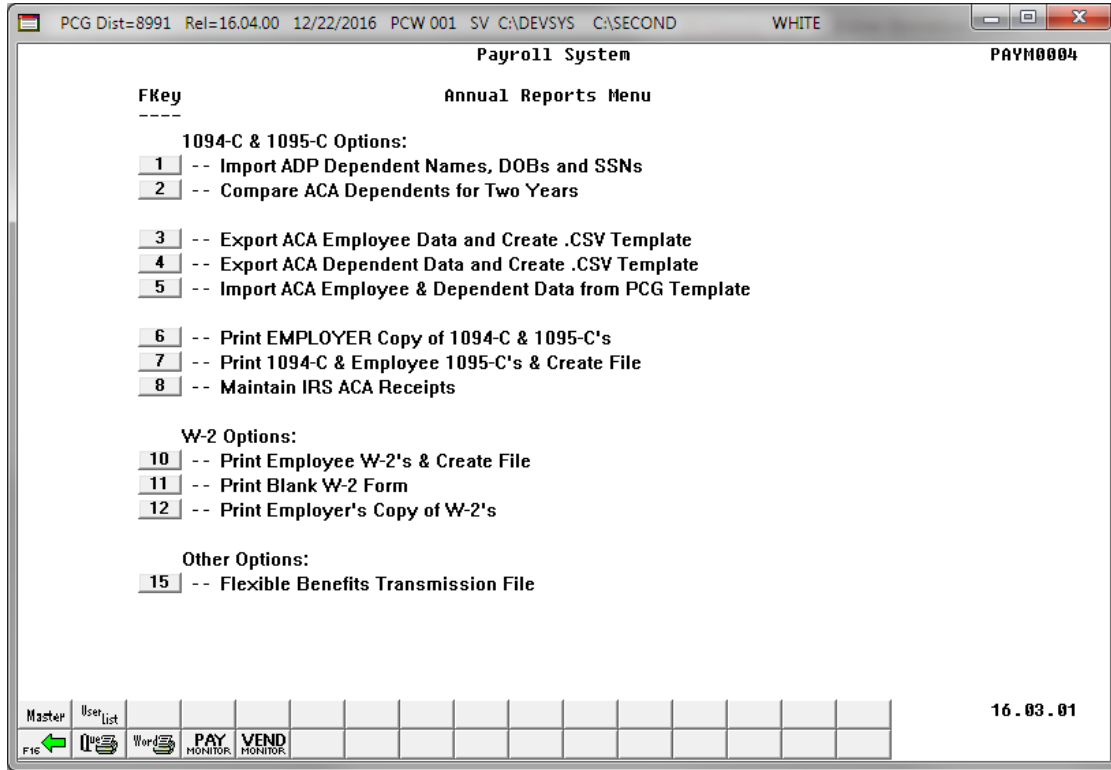 PCG Dist=8991 Rel=16.04.00 12/22/2016 PCW 001 SV C:\DEVSYS C:\SECOND WHITE
Payroll System PAYM0004
FKey Annual Reports Menu
----
1094-C & 1095-C Options:
1 -- Import ADP Dependent Names, DOBs and SSNs
2 -- Compare ACA Dependents for Two Years
3 -- Export ACA Employee Data and Create .CSV Template
4 -- Export ACA Dependent Data and Create .CSV Template
5 -- Import ACA Employee & Dependent Data from PCG Template
6 -- Print EMPLOYER Copy of 1094-C & 1095-C's
7 -- Print 1094-C & Employee 1095-C's & Create File
8 -- Maintain IRS ACA Receipts
W-2 Options:
10 -- Print Employee W-2's & Create File
11 -- Print Blank W-2 Form
12 -- Print Employer's Copy of W-2's
Other Options:
15 -- Flexible Benefits Transmission File
Master User List 16.03.01
F16 Que Word PAY MONITOR VEND MONITOR